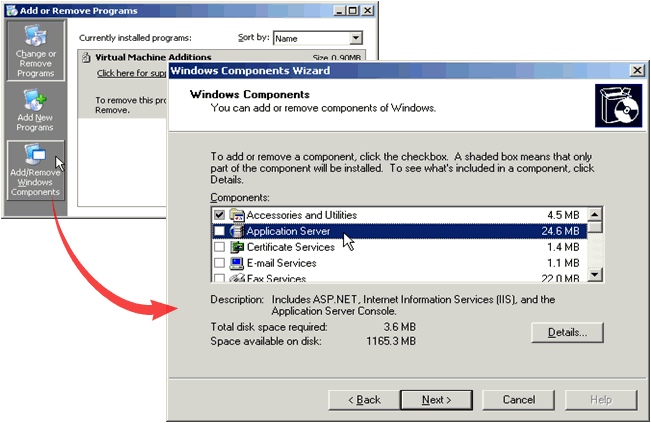 Add or Remove Programs
Change or
Remove
Programs
Add New
Programs
Add/Remove
Windows
Components
Currently installed programs:
Sort by:
Name
Virtual Machine Additions
Size 0.90MB
Click here for supp
To remove this pro
Remove.
Windows Components Wizard
Windows Components
You can add or remove components of Windows.
To add or remove a component, click the checkbox. A shaded box means that only
part of the component will be installed. To see what's included in a component, click
Details.
Components:
Accessories and Utilities 4.5 MB
Application Server 24.6 MB
Certificate Services 1.4 MB
E-mail Services 1.1 MB
Fax Services 22.0 MB
Description: Includes ASP.NET, Internet Information Services (IIS), and the
Application Server Console.
Total disk space required: 3.6 MB
Space available on disk: 1165.3 MB
Details...
< Back
Next >
Cancel
Help